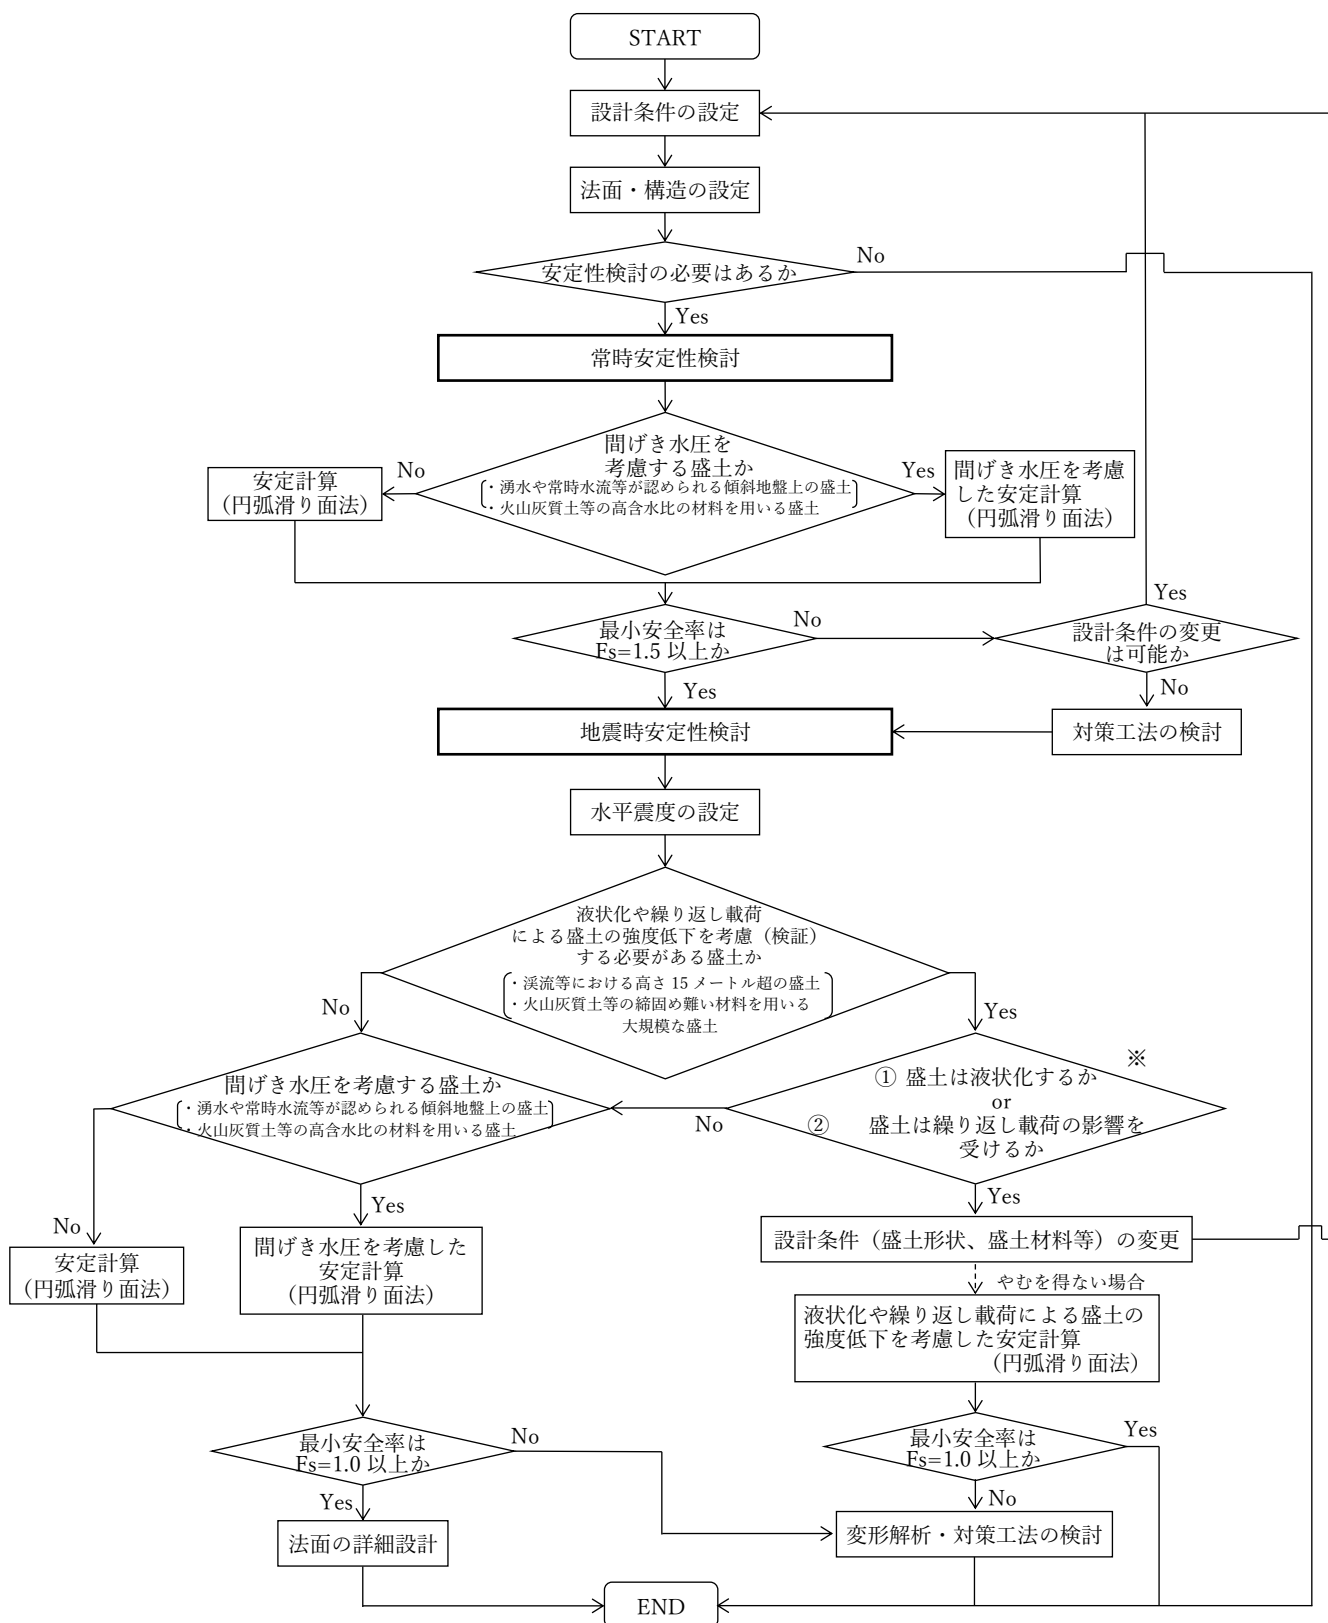 START
設計条件の設定
法面・構造の設定
安定性検討の必要はあるか
No
Yes
常時安定性検討
間げき水圧を
考慮する盛土か
・湧水や常時水流等が認められる傾斜地盤上の盛土
・火山灰質土等の高含水比の材料を用いる盛土
No
安定計算
（円弧滑り面法）
Yes
間げき水圧を考慮
した安定計算
（円弧滑り面法）
最小安全率は
Fs=1.5 以上か
No
Yes
設計条件の変更
は可能か
Yes
No
地震時安定性検討
対策工法の検討
水平震度の設定
液状化や繰り返し載荷
による盛土の強度低下を考慮（検証）
する必要がある盛土か
・渓流等における高さ 15 メートル超の盛土
・火山灰質土等の締固め難い材料を用いる
大規模な盛土
No
Yes
間げき水圧を考慮する盛土か
・湧水や常時水流等が認められる傾斜地盤上の盛土
・火山灰質土等の高含水比の材料を用いる盛土
※
① 盛土は液状化するか
or
② 盛土は繰り返し載荷の影響を
受けるか
No
Yes
No
Yes
安定計算
（円弧滑り面法）
間げき水圧を考慮した
安定計算
（円弧滑り面法）
設計条件（盛土形状、盛土材料等）の変更
やむを得ない場合
液状化や繰り返し載荷による盛土の
強度低下を考慮した安定計算
（円弧滑り面法）
最小安全率は
Fs=1.0 以上か
No
Yes
最小安全率は
Fs=1.0 以上か
Yes
No
法面の詳細設計
変形解析・対策工法の検討
END